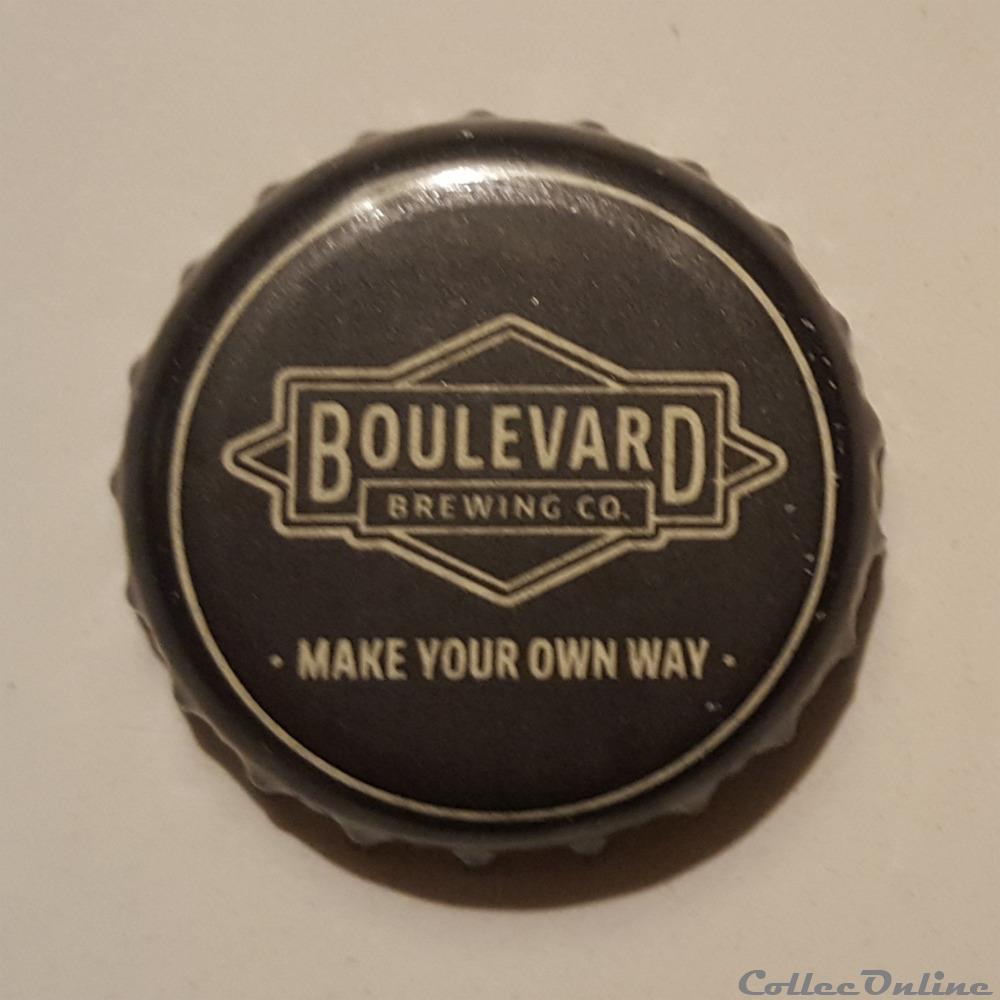 BOULEVARD
BREWING CO.
· MAKE YOUR OWN WAY ·
CollecOnline